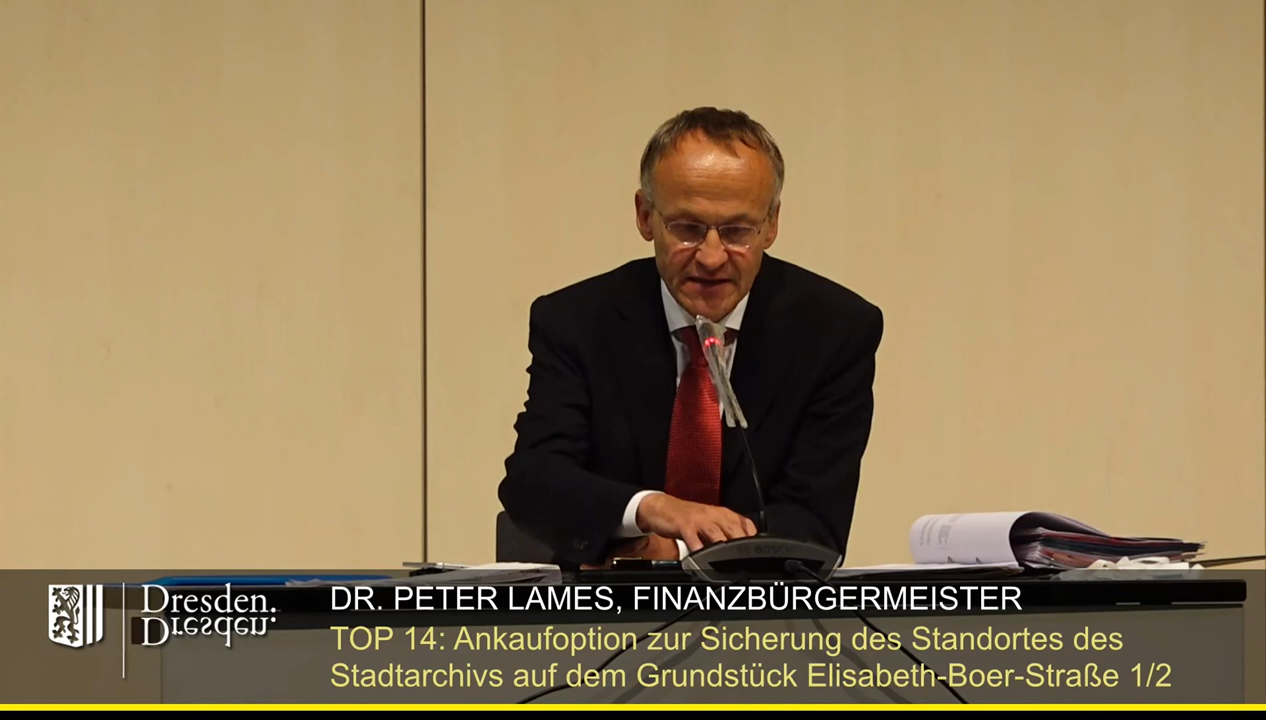 BOSCH
Dresden.
Dresden.
DR. PETER LAMES, FINANZBÜRGERMEISTER
TOP 14: Ankaufoption zur Sicherung des Standortes des
Stadtarchivs auf dem Grundstück Elisabeth-Boer-Straße 1/2